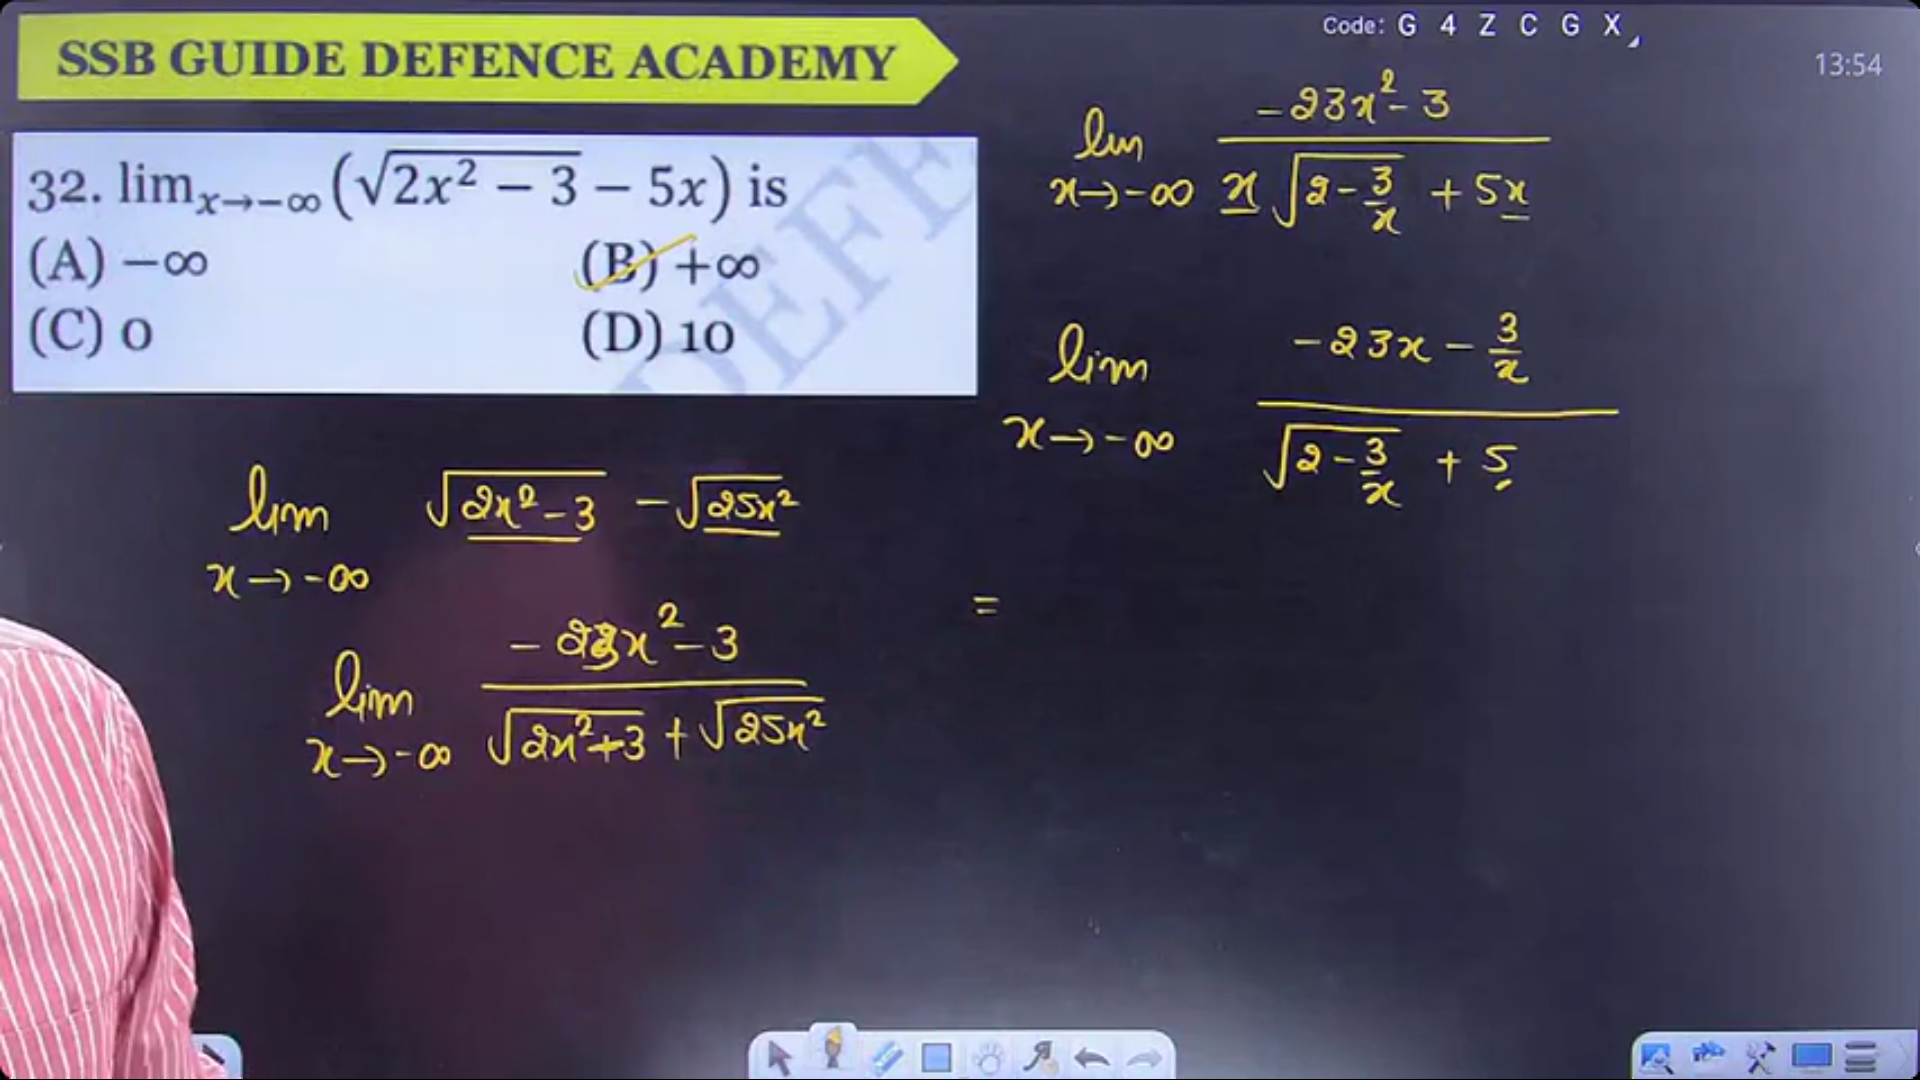 SSB GUIDE DEFENCE ACADEMY
Code: G 4 Z C G X
13:54
32. lim_{x→−∞} (√(2x² − 3) − 5x) is
(A) −∞ (B) +∞
(C) 0 (D) 10
DEFE
lim_{x→−∞} √(2x² − 3) − √(25x²)
lim_{x→−∞} (−23x² − 3) / (√(2x² + 3) + √(25x²))
=
lim_{x→−∞} (−23x² − 3) / (x√(2 − 3/x) + 5x)
lim_{x→−∞} (−23x − 3/x) / (√(2 − 3/x) + 5)